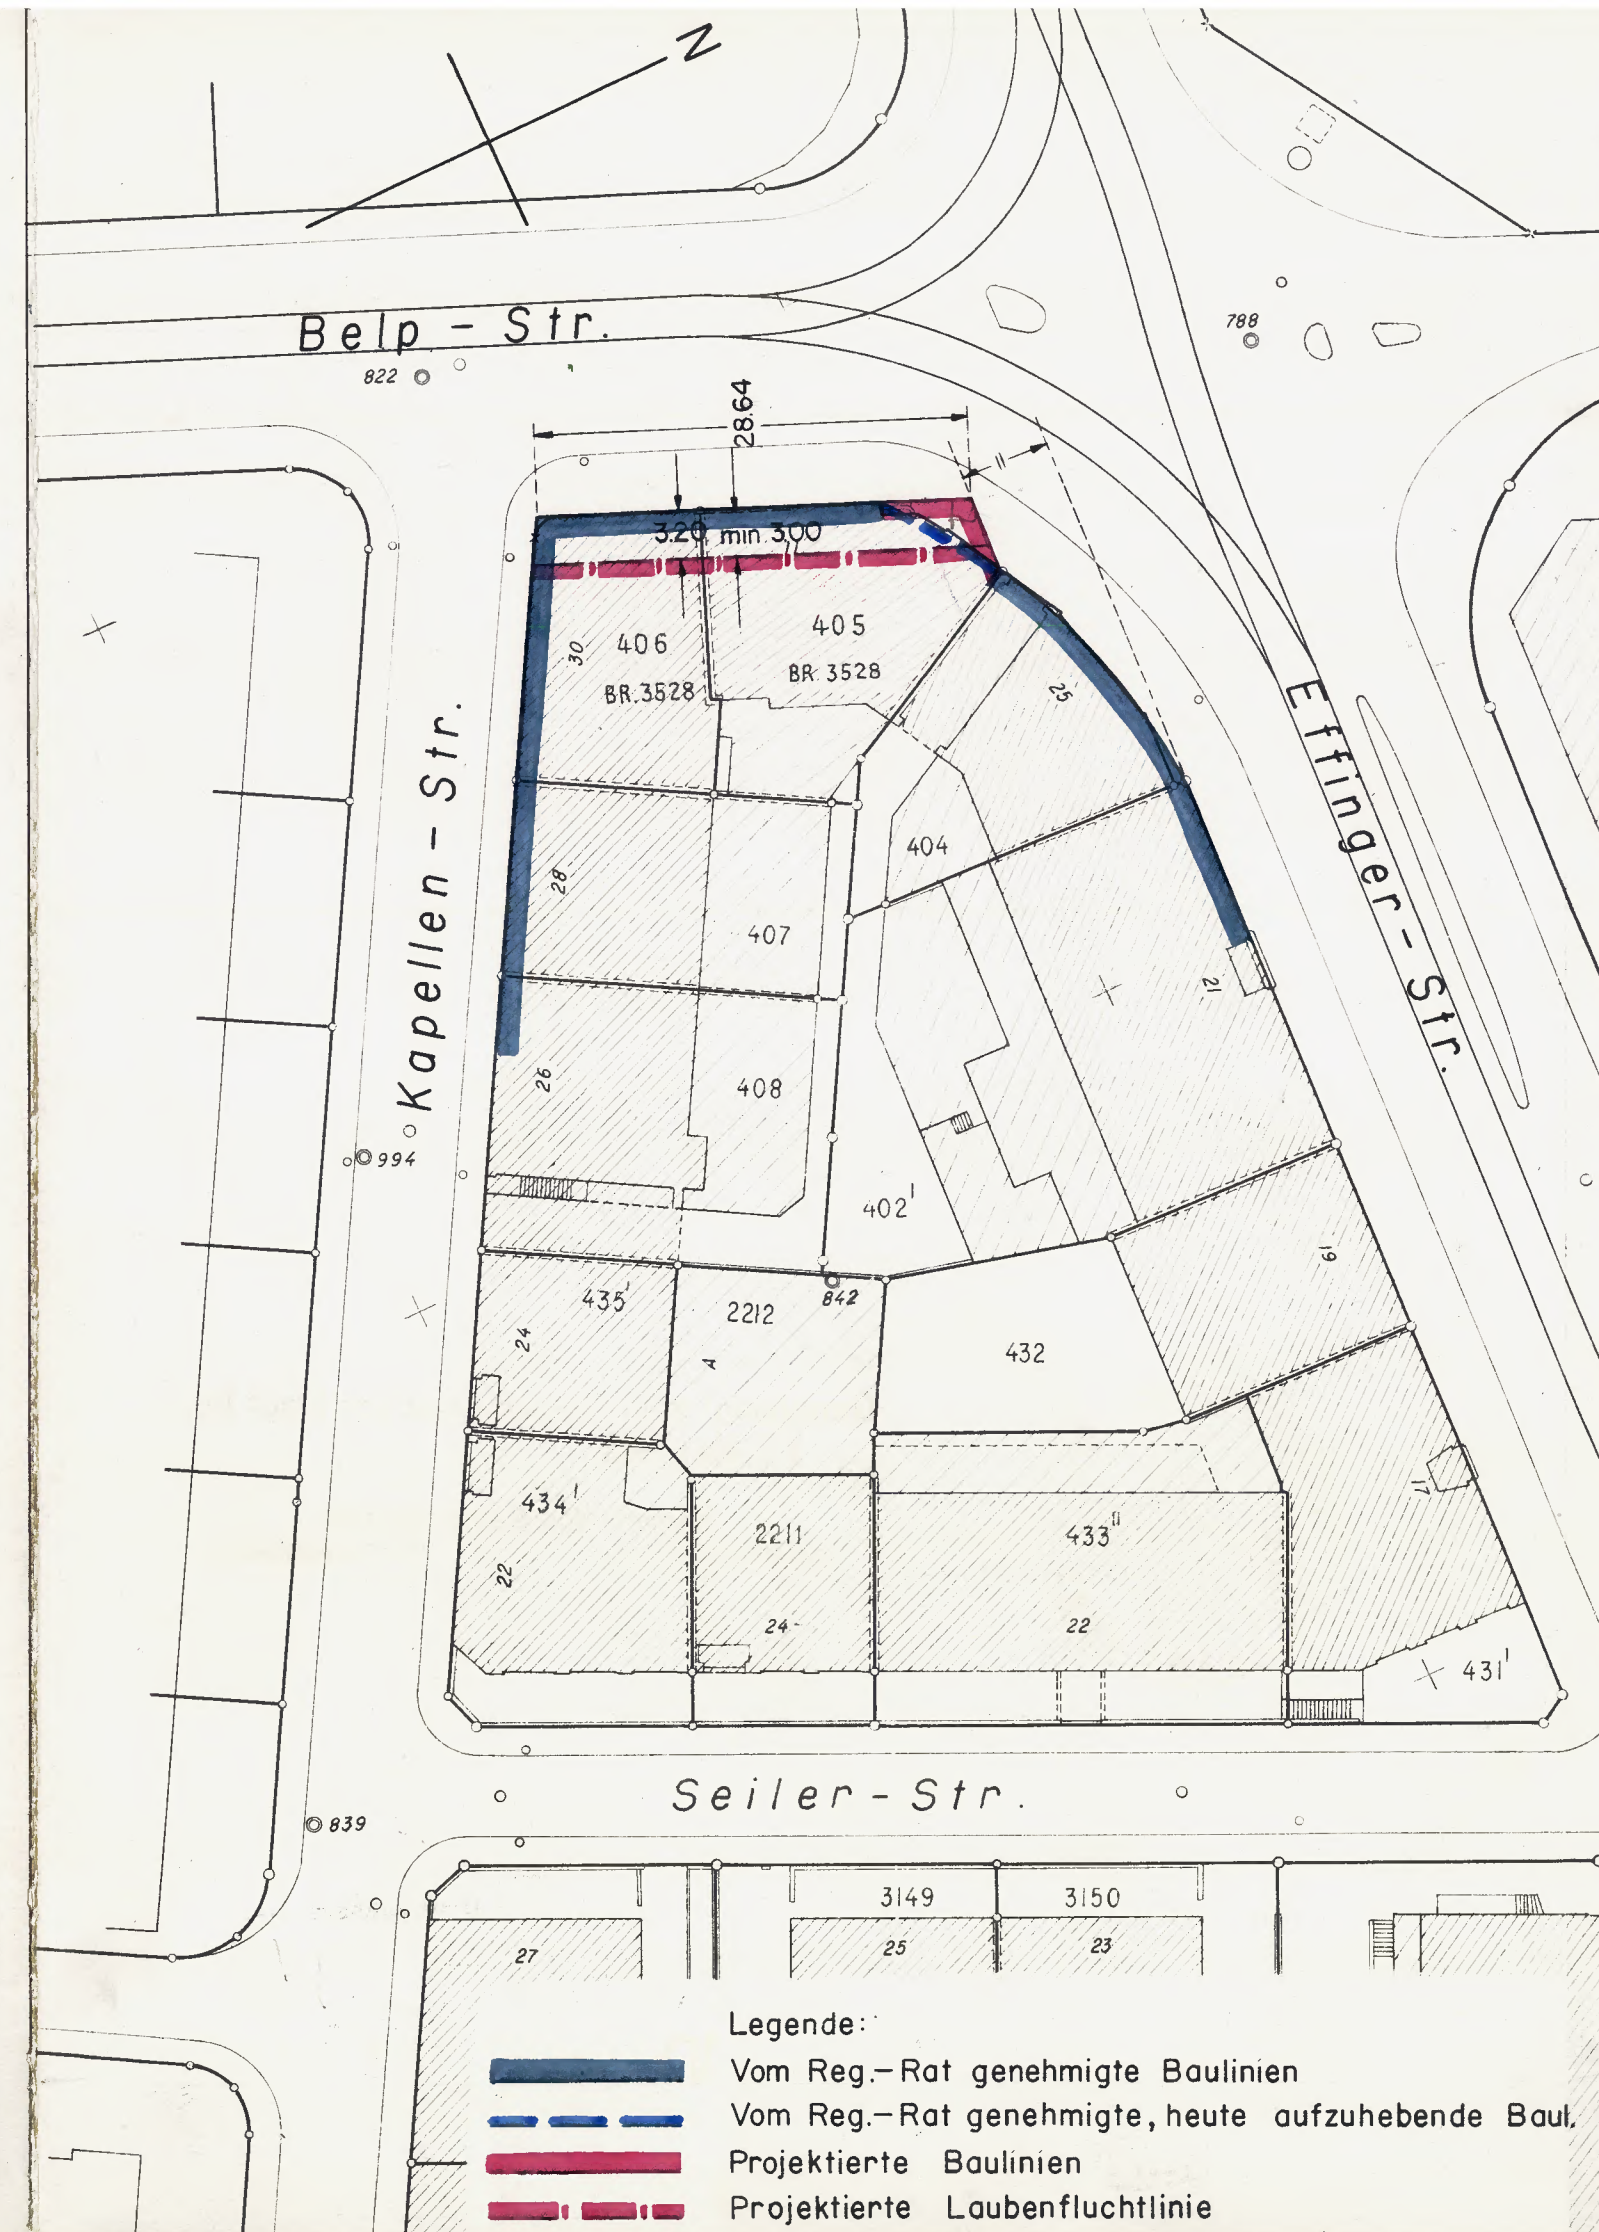 N
Belp - Str.
822
788
28.64
=
3.20 min. 3.00
406
405
30
BR. 3528
BR. 3528
25
Kapellen - Str.
Effinger - Str.
404
28
407
21
26
408
994
402'
19
435'
2212
842
24
A
432
17
434'
2211
433"
22
24
22
431'
Seiler - Str.
839
3149
3150
27
25
23
Legende:
Vom Reg.-Rat genehmigte Baulinien
Vom Reg.-Rat genehmigte, heute aufzuhebende Baul.
Projektierte Baulinien
Projektierte Laubenfluchtlinie